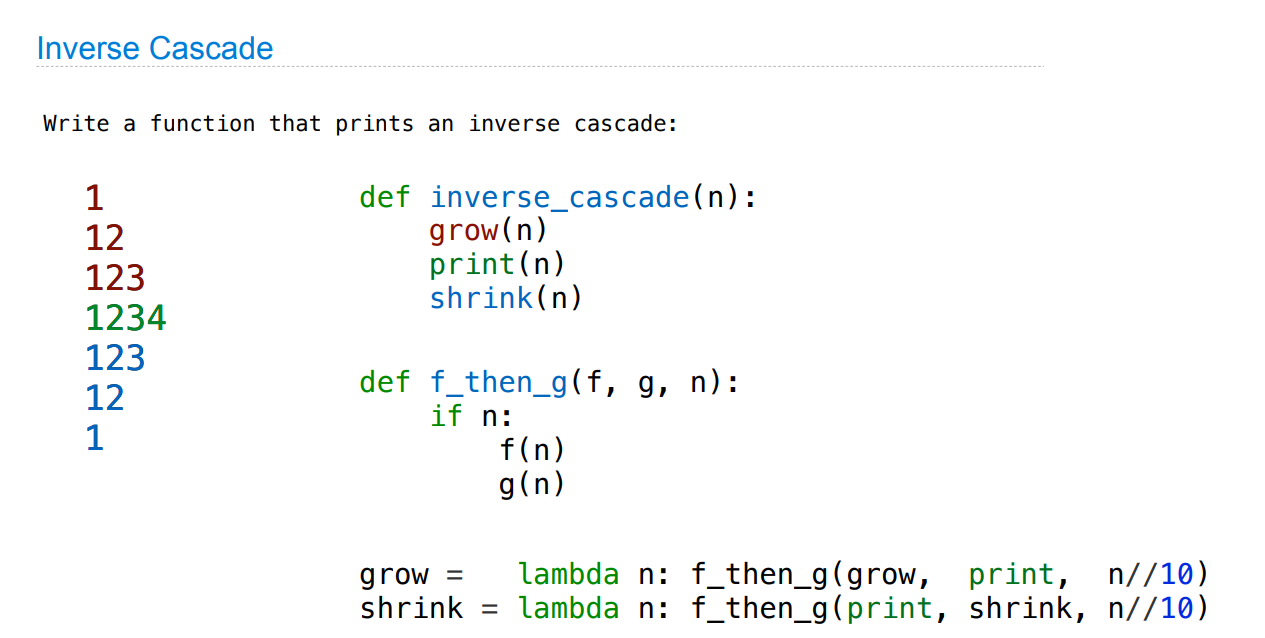 Inverse Cascade
Write a function that prints an inverse cascade:
1
12
123
1234
123
12
1
def inverse_cascade(n):
    grow(n)
    print(n)
    shrink(n)
def f_then_g(f, g, n):
    if n:
        f(n)
        g(n)
grow =   lambda n: f_then_g(grow,  print,  n//10)
shrink = lambda n: f_then_g(print, shrink, n//10)